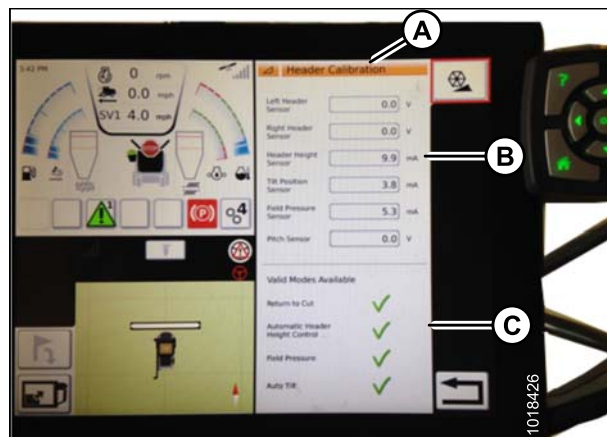 A
5:42 PM
0 rpm
0.0 mph
SV1 4.0 mph
1
(P)
4
Header Calibration
Left Header Sensor 0.0 V
Right Header Sensor 0.0 V
Header Height Sensor 9.9 mA
Tilt Position Sensor 3.8 mA
Field Pressure Sensor 5.3 mA
Pitch Sensor 0.0 V
Valid Modes Available
Return to Cut
Automatic Header Height Control
Field Pressure
Auto Tilt
?
B
C
1018426